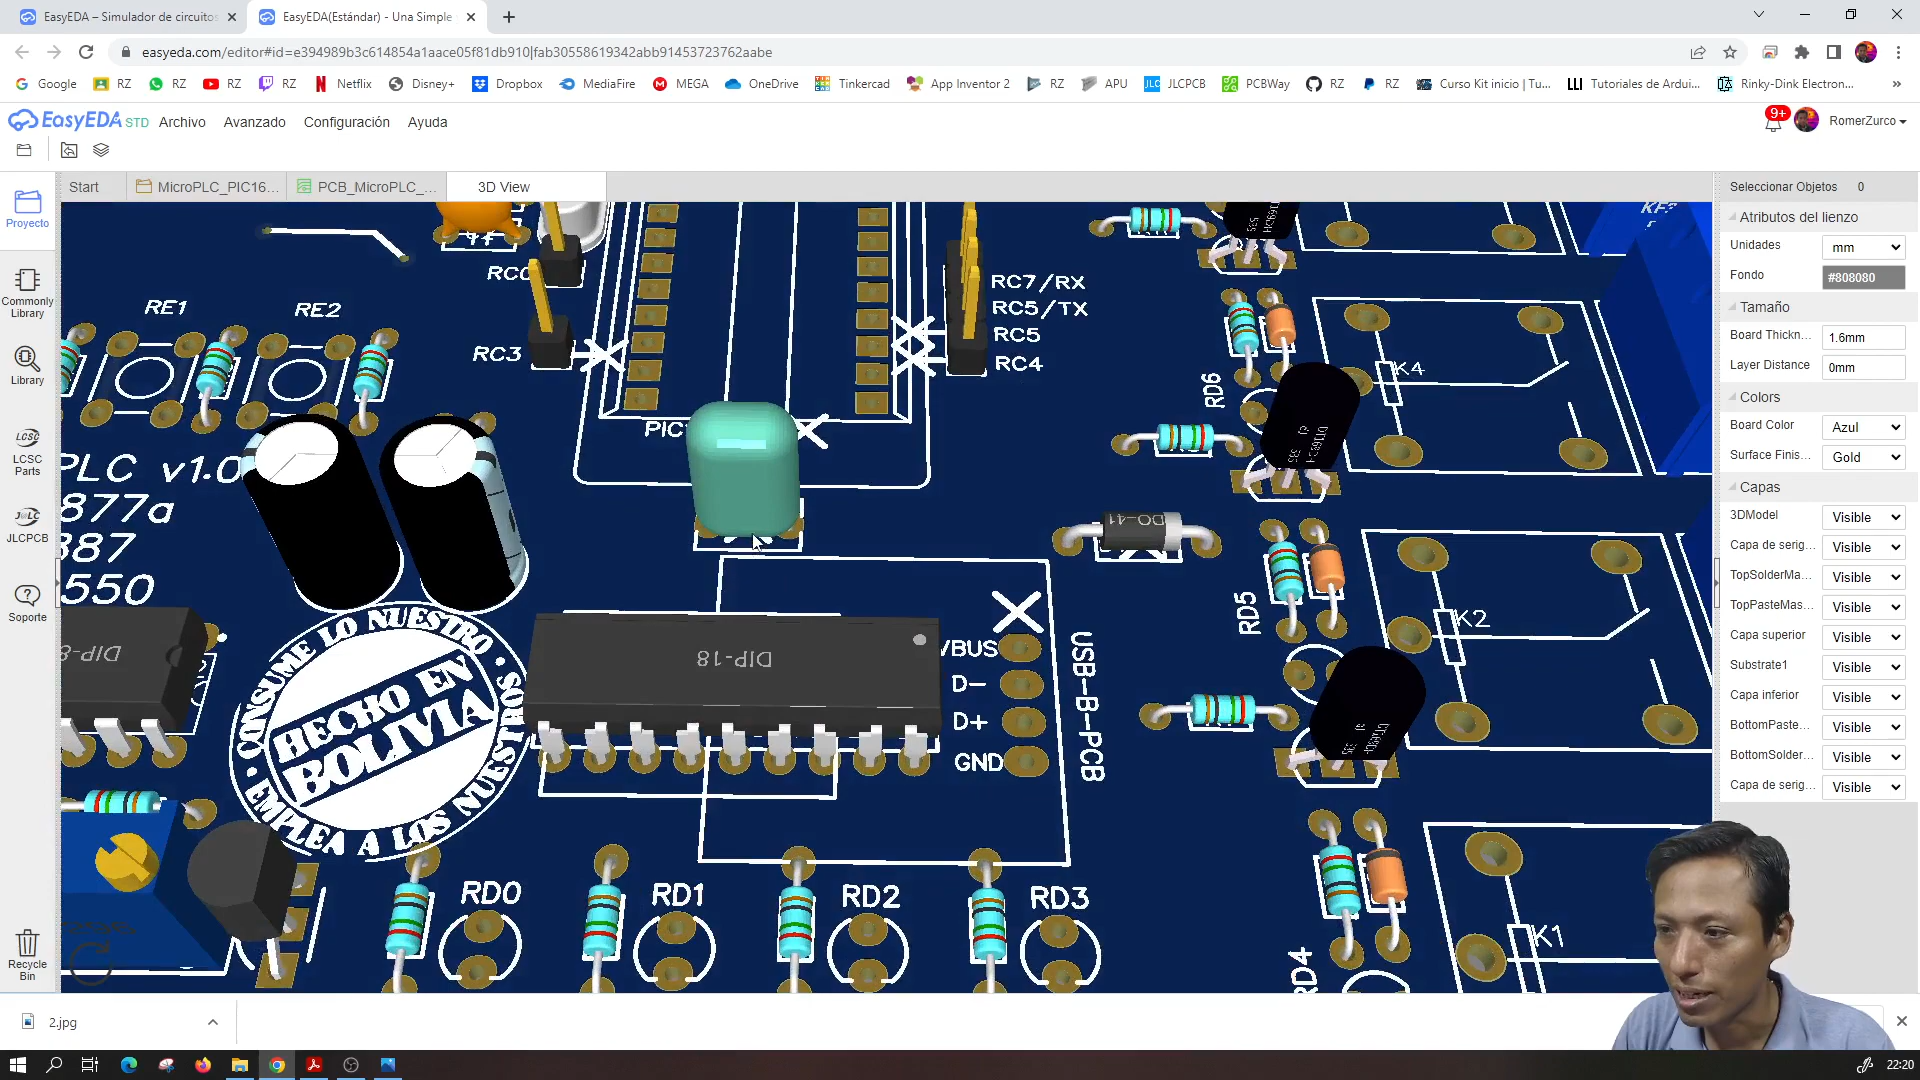 EasyEDA – Simulador de circuitos
EasyEDA(Estándar) - Una Simple
easyeda.com/editor#id=e394989b3c614854a1aace05f81db910|fab30558619342abb91453723762aabe
Google RZ RZ RZ RZ Netflix Disney+ Dropbox MediaFire MEGA OneDrive Tinkercad App Inventor 2 RZ APU JLCPCB PCBWay RZ RZ Curso Kit inicio | Tu... Tutoriales de Ardui... Rinky-Dink Electron... »
EasyEDA STD Archivo Avanzado Configuración Ayuda
9+ RomerZurco
Start MicroPLC_PIC16... PCB_MicroPLC_... 3D View
Proyecto
Commonly
Library
Library
LCSC
LCSC
Parts
J@LC
JLCPCB
Soporte
Recycle
Bin
RE1 RE2
RC3
RC7/RX
RC5/TX
RC5
RC4
PIC
PLC v1.0
877a
887
550
DIP-8
DIP-18
DO-41
CONSUME LO NUESTRO
HECHO EN
BOLIVIA
EMPLEA A LOS NUESTROS
VBUS
D-
D+
GND
USB-B-PCB
RD0 RD1 RD2 RD3
RD4
RD5
RD6
K4
K2
K1
Seleccionar Objetos 0
Atributos del lienzo
Unidades mm
Fondo #808080
Tamaño
Board Thickn... 1.6mm
Layer Distance 0mm
Colors
Board Color Azul
Surface Finis... Gold
Capas
3DModel Visible
Capa de serig... Visible
TopSolderMa... Visible
TopPasteMas... Visible
Capa superior Visible
Substrate1 Visible
Capa inferior Visible
BottomPaste... Visible
BottomSolder... Visible
Capa de serig... Visible
2.jpg
22:20